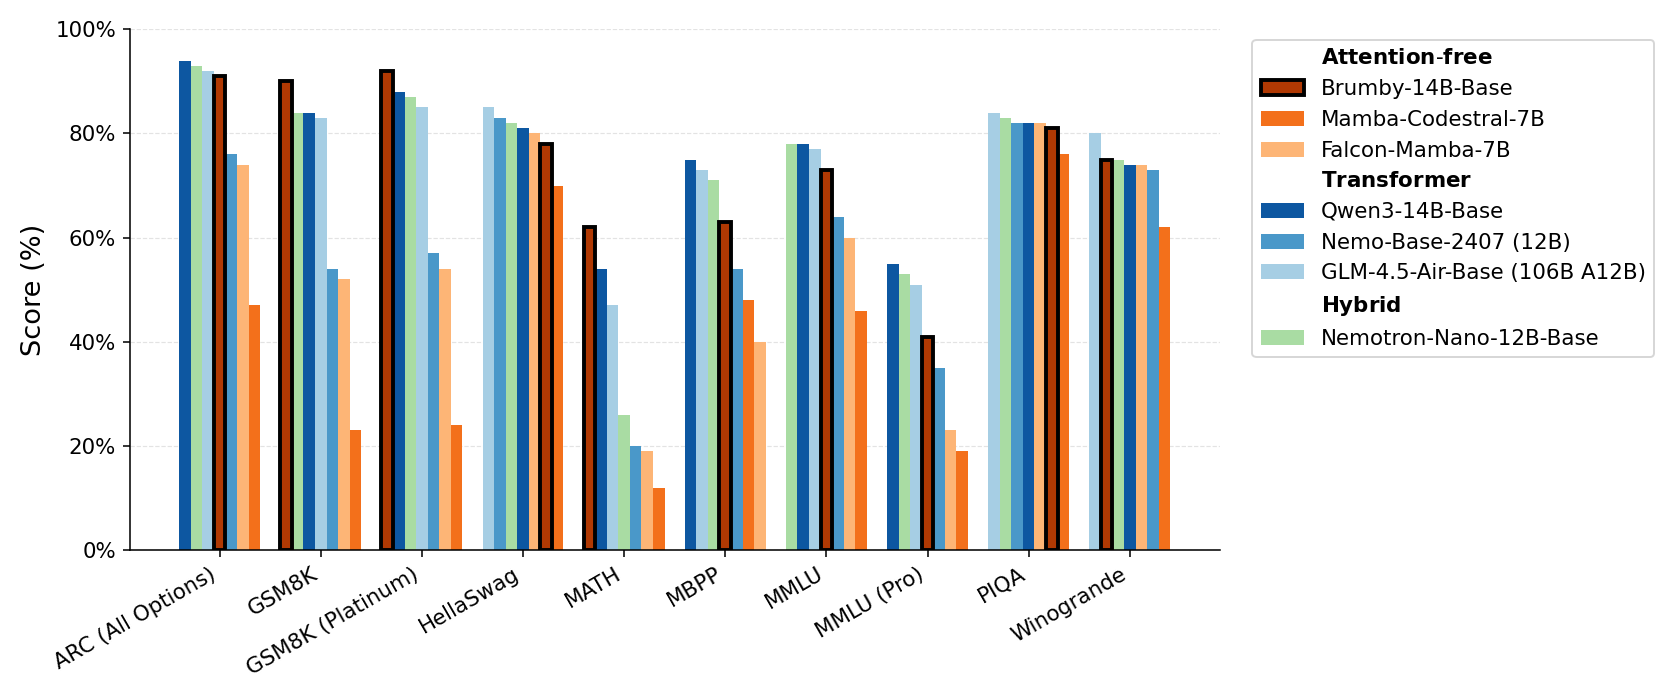 100%
80%
60%
40%
20%
0%
Score (%)
ARC (All Options)
GSM8K
GSM8K (Platinum)
HellaSwag
MATH
MBPP
MMLU
MMLU (Pro)
PIQA
Winogrande
Attention-free
Brumby-14B-Base
Mamba-Codestral-7B
Falcon-Mamba-7B
Transformer
Qwen3-14B-Base
Nemo-Base-2407 (12B)
GLM-4.5-Air-Base (106B A12B)
Hybrid
Nemotron-Nano-12B-Base